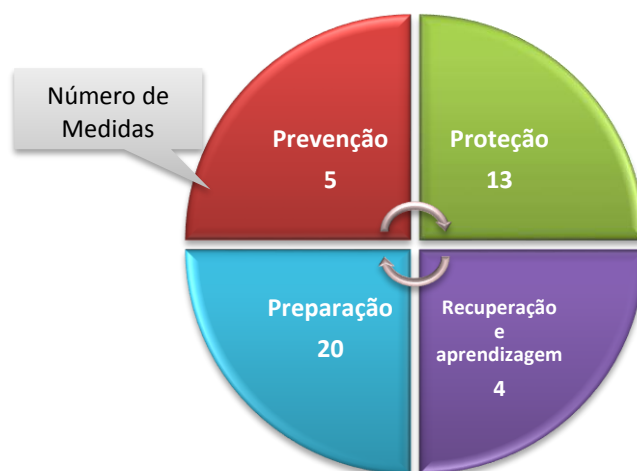 Número de
Medidas
Prevenção
5
Proteção
13
Preparação
20
Recuperação
e
aprendizagem
4